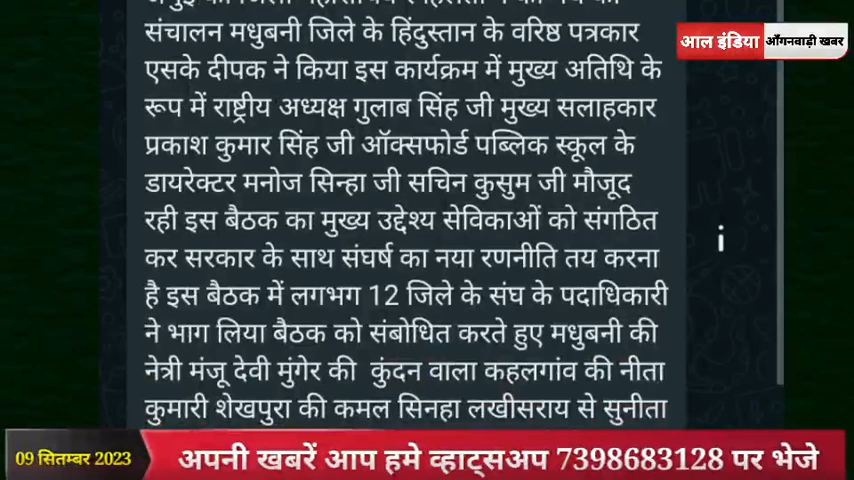 संचालन मधुबनी जिले के हिंदुस्तान के वरिष्ठ पत्रकार
आल इंडिया आँगनवाड़ी खबर
एसके दीपक ने किया इस कार्यक्रम में मुख्य अतिथि के
रूप में राष्ट्रीय अध्यक्ष गुलाब सिंह जी मुख्य सलाहकार
प्रकाश कुमार सिंह जी ऑक्सफोर्ड पब्लिक स्कूल के
डायरेक्टर मनोज सिन्हा जी सचिन कुसुम जी मौजूद
रही इस बैठक का मुख्य उद्देश्य सेविकाओं को संगठित
कर सरकार के साथ संघर्ष का नया रणनीति तय करना
है इस बैठक में लगभग 12 जिले के संघ के पदाधिकारी
ने भाग लिया बैठक को संबोधित करते हुए मधुबनी की
नेत्री मंजू देवी मुंगेर की कुंदन वाला कहलगांव की नीता
कुमारी शेखपुरा की कमल सिनहा लखीसराय से सुनीता
09 सितम्बर 2023 अपनी खबरें आप हमे व्हाट्सअप 7398683128 पर भेजे